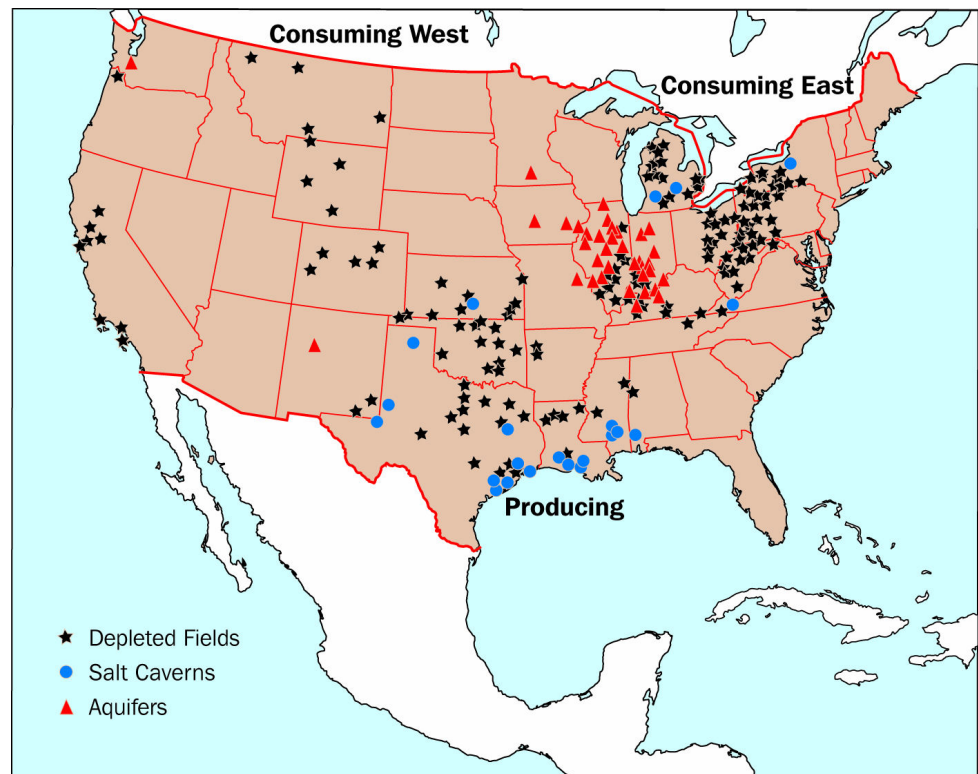 Consuming West
Consuming East
Producing
Depleted Fields
Salt Caverns
Aquifers